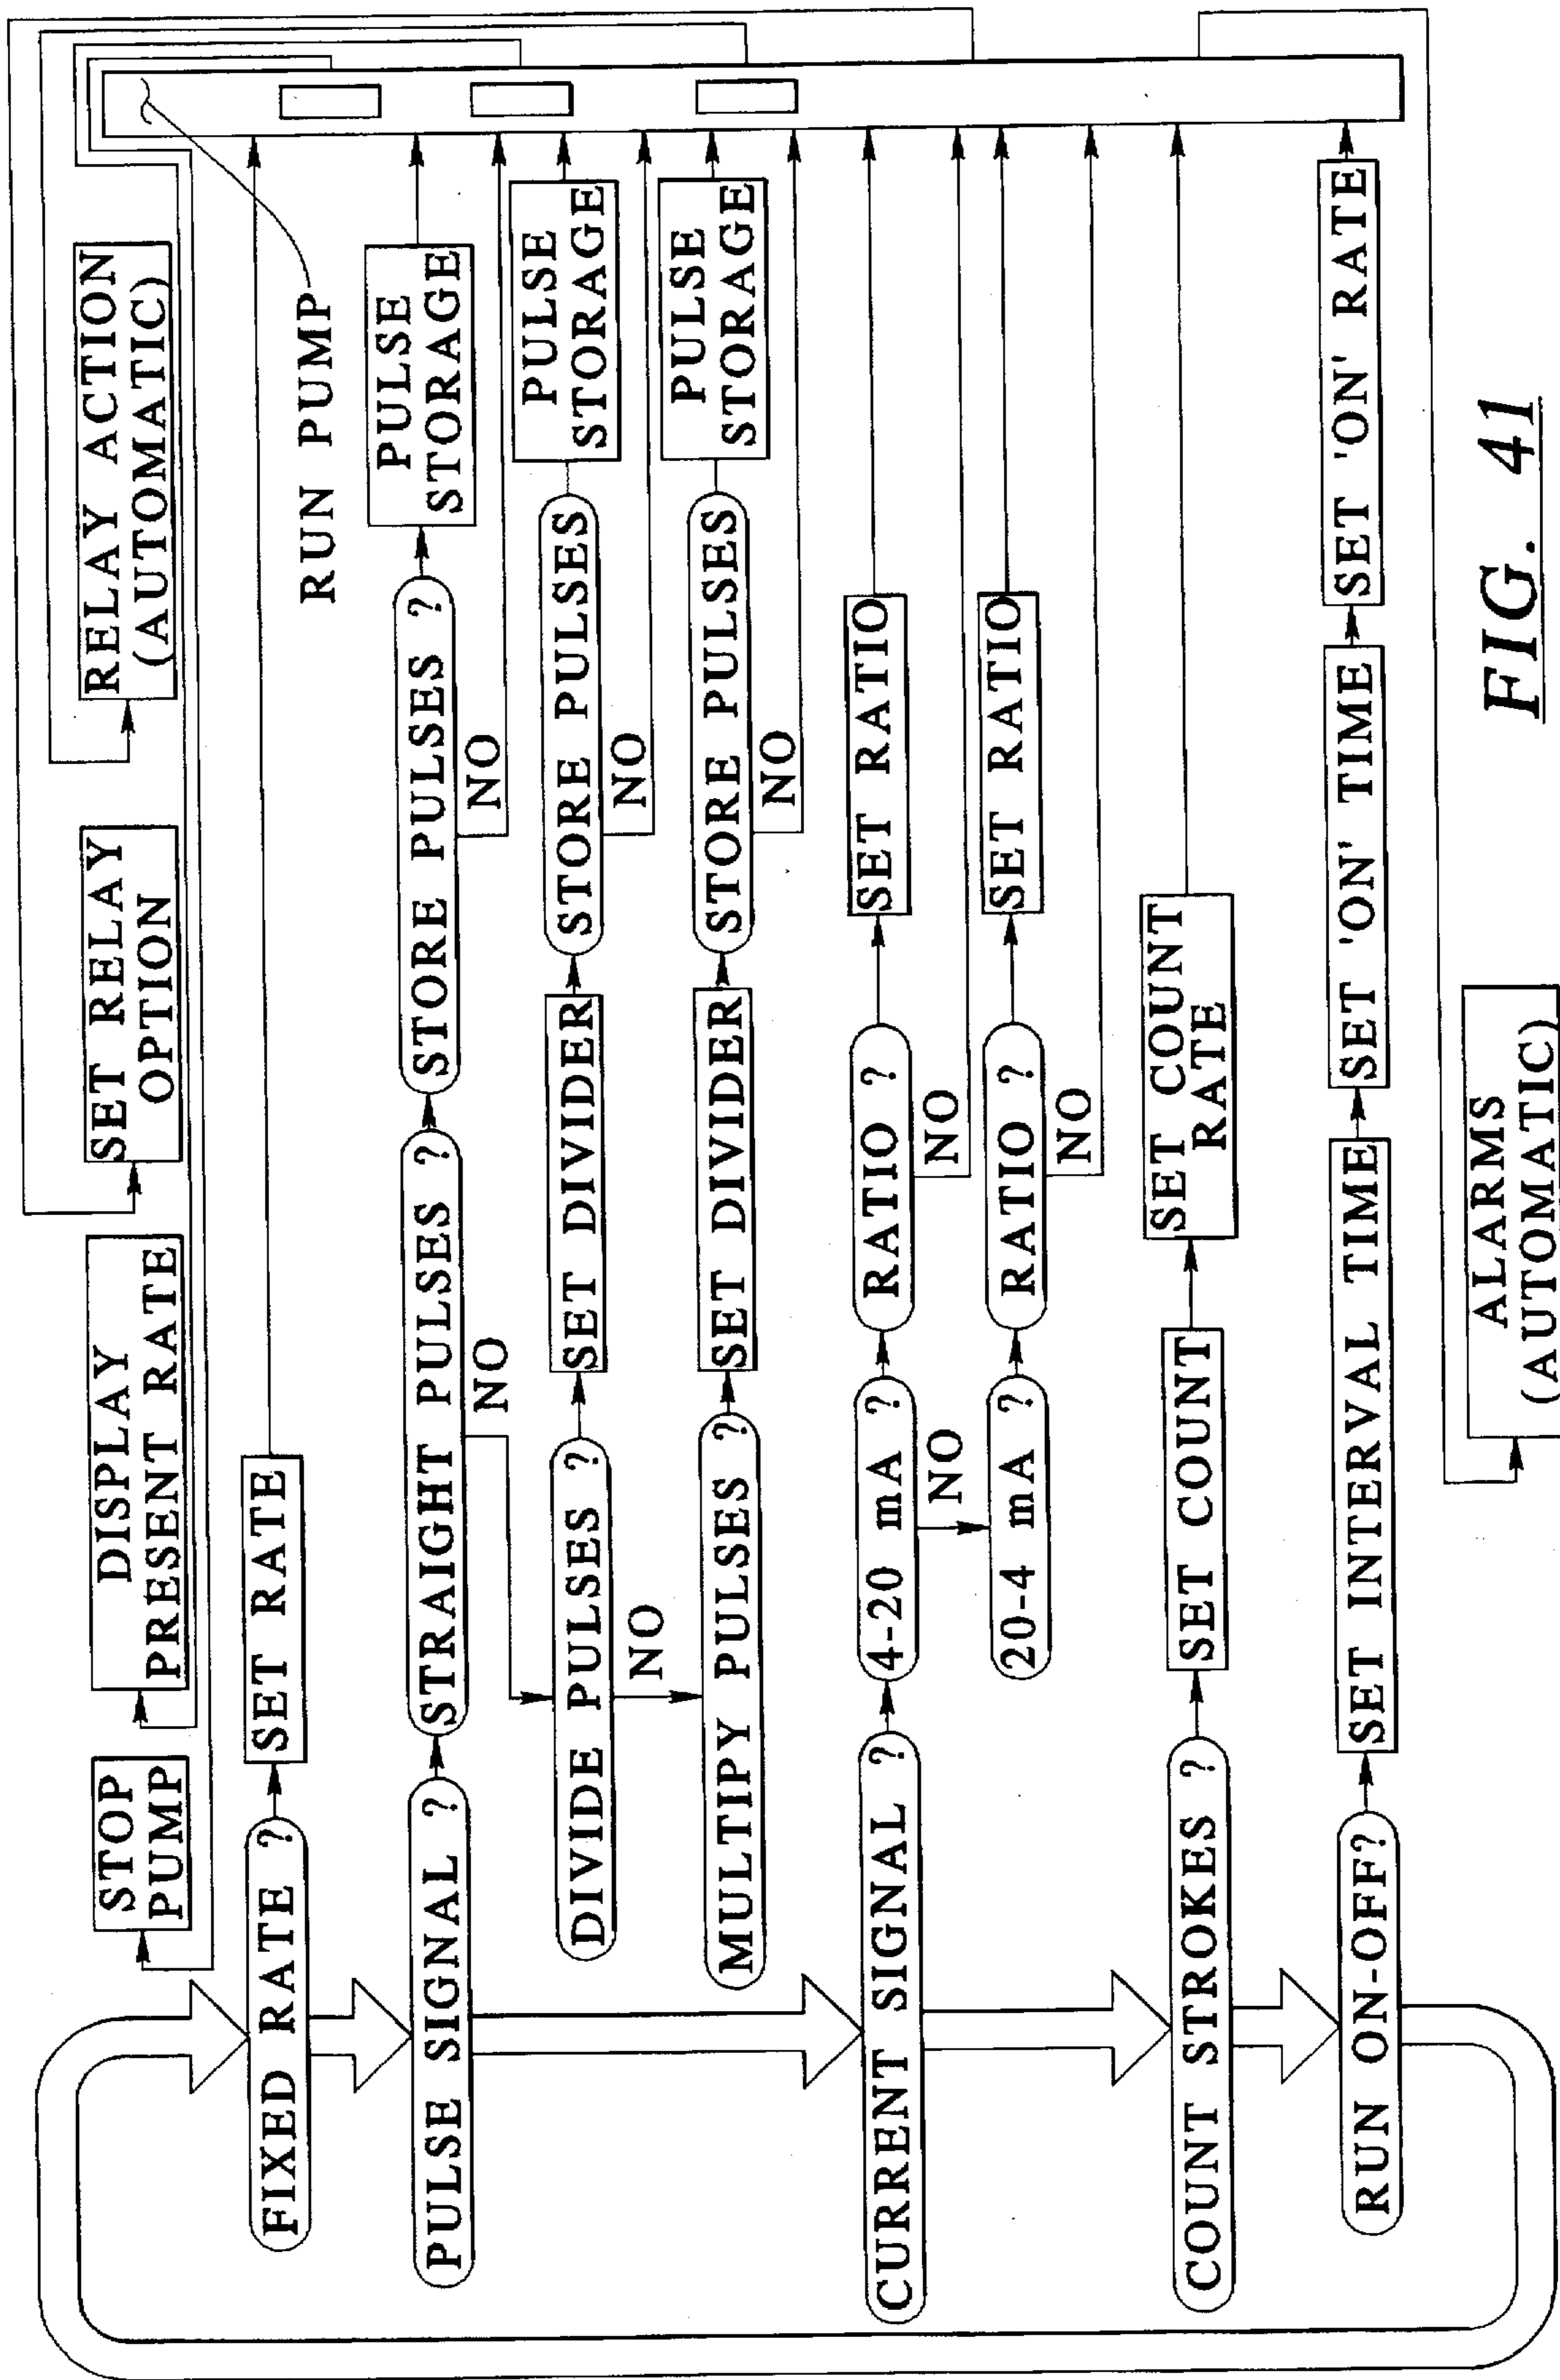 STOP
PUMP
DISPLAY
PRESENT RATE
SET RELAY
OPTION
RELAY ACTION
(AUTOMATIC)
FIXED RATE ?
SET RATE
RUN PUMP
PULSE SIGNAL ?
STRAIGHT PULSES ?
STORE PULSES ?
PULSE
STORAGE
NO
NO
DIVIDE PULSES ?
SET DIVIDER
STORE PULSES
PULSE
STORAGE
NO
NO
MULTIPY PULSES ?
SET DIVIDER
STORE PULSES
PULSE
STORAGE
NO
CURRENT SIGNAL ?
4-20 mA ?
RATIO ?
SET RATIO
NO
NO
20-4 mA ?
RATIO ?
SET RATIO
NO
COUNT STROKES ?
SET COUNT
SET COUNT
RATE
RUN ON-OFF?
SET INTERVAL TIME
SET 'ON' TIME
SET 'ON' RATE
ALARMS
(AUTOMATIC)
FIG. 41